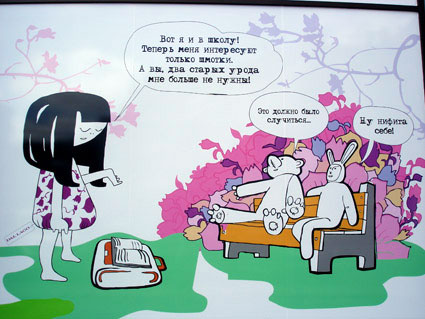 Вот я и в школу!
Теперь меня интересуют
только шмотки.
А вы, два старых урода
мне больше не нужны!
Это должно было
случиться...
Ну нифига
себе!